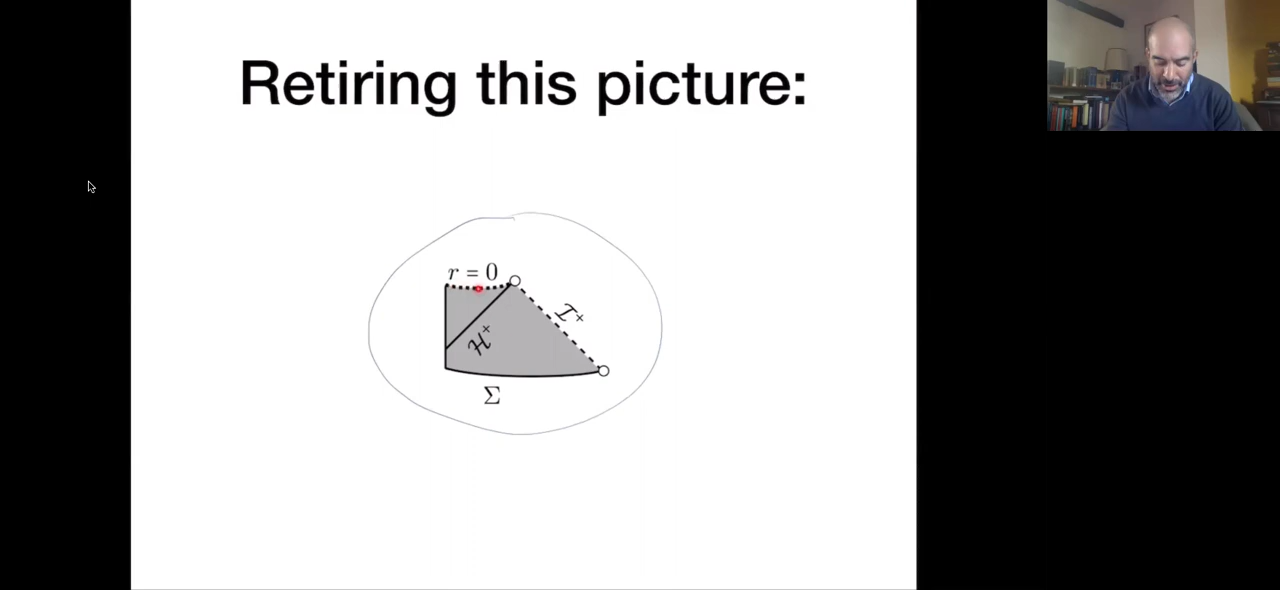 Retiring this picture:
r = 0
𝓘⁺
𝓗⁺
Σ